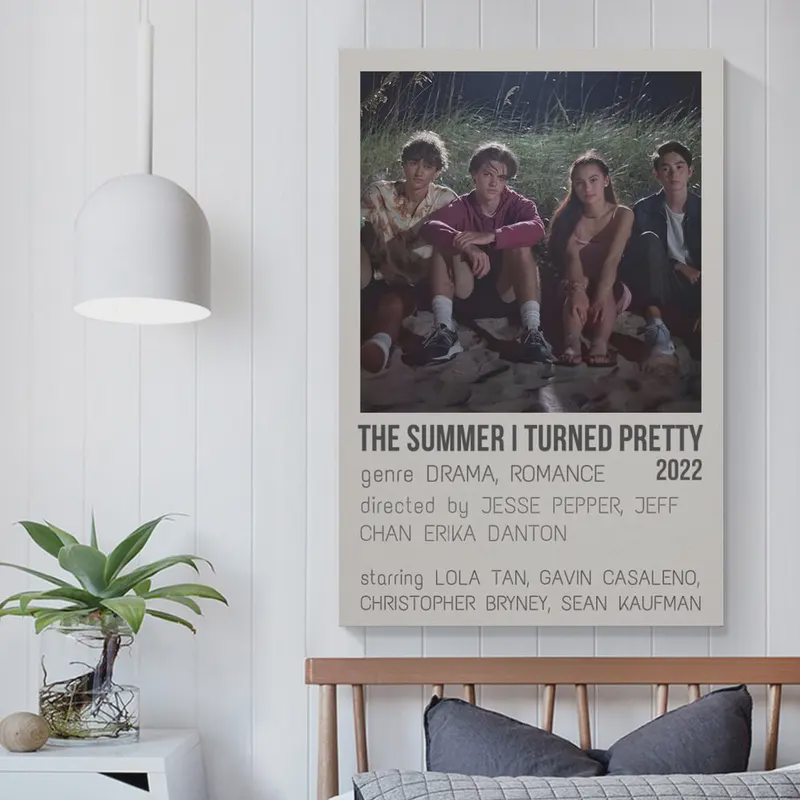 THE SUMMER I TURNED PRETTY
genre DRAMA, ROMANCE 2022
directed by JESSE PEPPER, JEFF
CHAN ERIKA DANTON
starring LOLA TAN, GAVIN CASALENO,
CHRISTOPHER BRYNEY, SEAN KAUFMAN